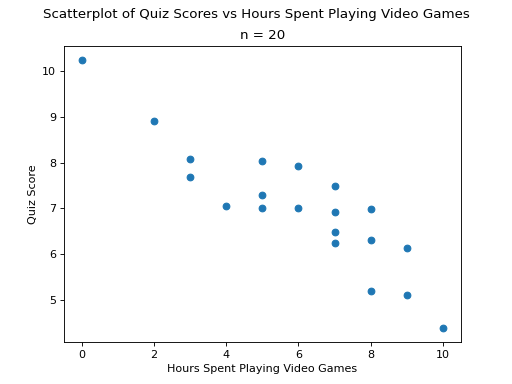 Scatterplot of Quiz Scores vs Hours Spent Playing Video Games
n = 20
10
9
8
7
6
5
Quiz Score
0 2 4 6 8 10
Hours Spent Playing Video Games